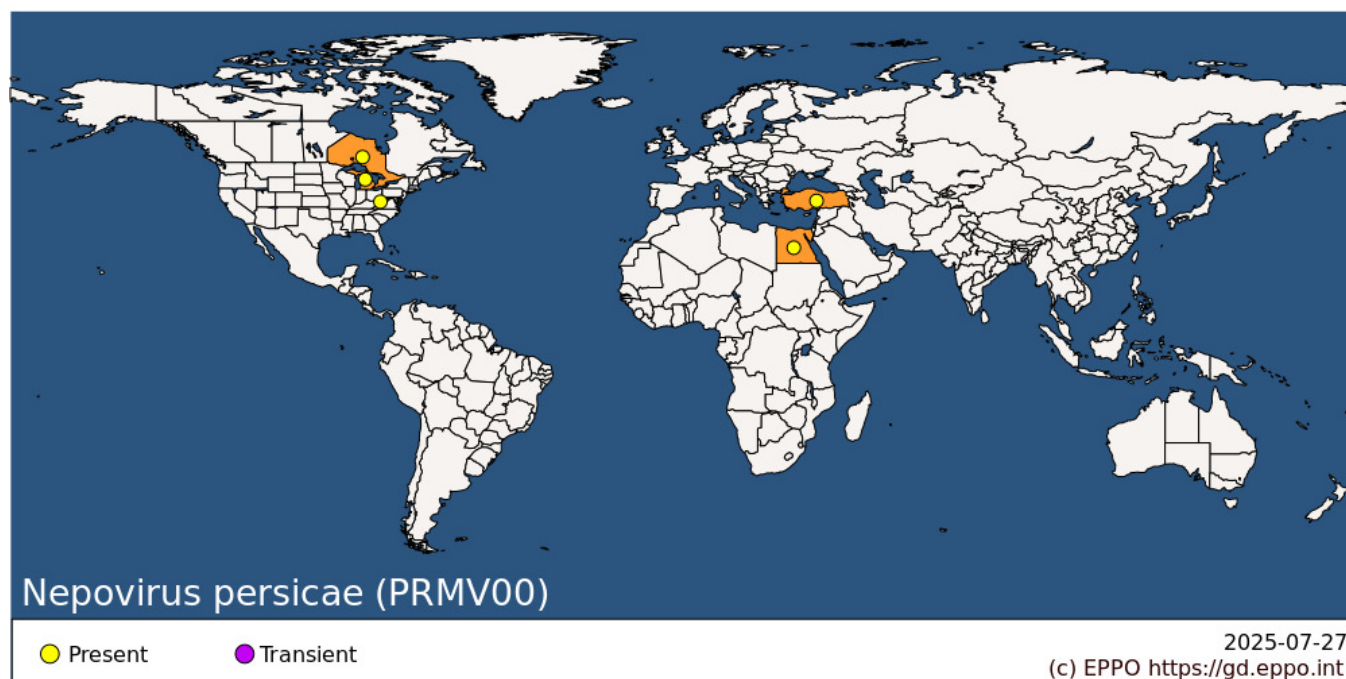 Nepovirus persicae (PRMV00)
Present
Transient
2025-07-27
(c) EPPO https://gd.eppo.int